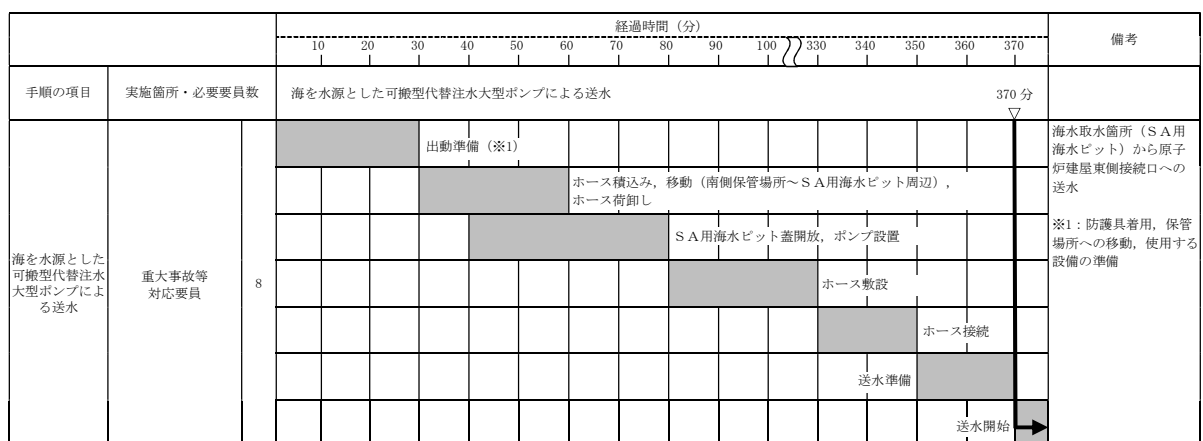 経過時間（分）
備考
10 20 30 40 50 60 70 80 90 100 330 340 350 360 370
手順の項目
実施箇所・必要要員数
海を水源とした可搬型代替注水大型ポンプによる送水
370 分
海を水源とした
可搬型代替注水
大型ポンプによ
る送水
重大事故等
対応要員
8
出動準備（※1）
ホース積込み，移動（南側保管場所～ＳＡ用海水ピット周辺），
ホース荷卸し
ＳＡ用海水ピット蓋開放，ポンプ設置
ホース敷設
ホース接続
送水準備
送水開始
海水取水箇所（ＳＡ用
海水ピット）から原子
炉建屋東側接続口への
送水
※1：防護具着用，保管
場所への移動，使用する
設備の準備